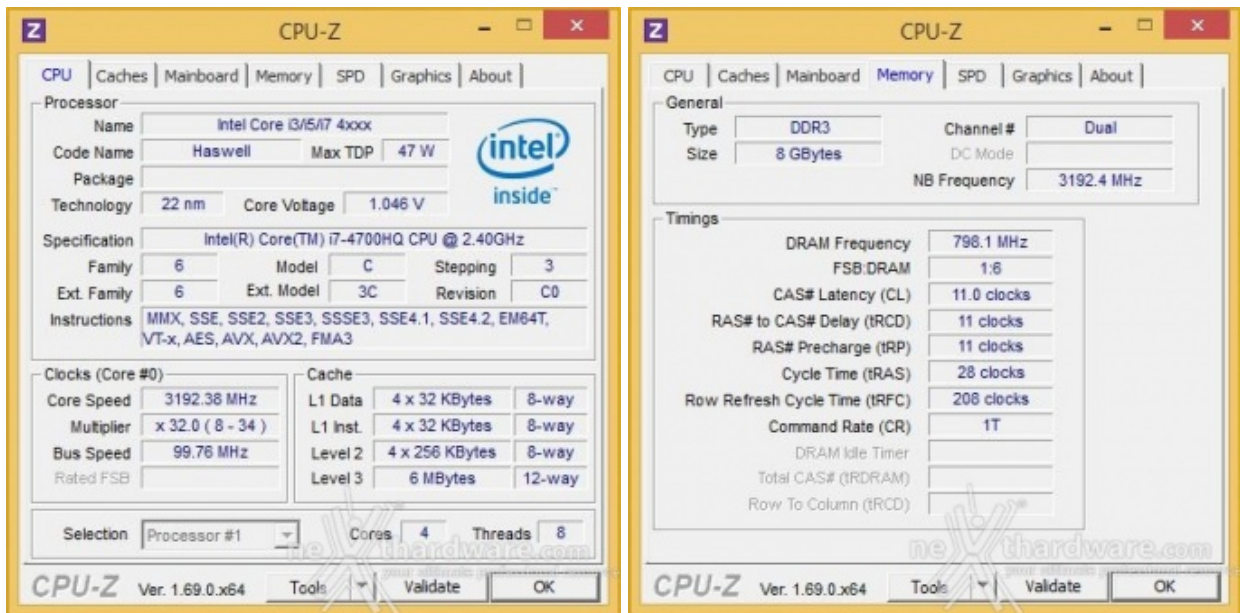 CPU-Z
CPU Caches Mainboard Memory SPD Graphics About
Processor
Name Intel Core i3/i5/i7 4xxx
Code Name Haswell Max TDP 47 W
Package
Technology 22 nm Core Voltage 1.046 V
intel inside
Specification Intel(R) Core(TM) i7-4700HQ CPU @ 2.40GHz
Family 6 Model C Stepping 3
Ext. Family 6 Ext. Model 3C Revision C0
Instructions MMX, SSE, SSE2, SSE3, SSSE3, SSE4.1, SSE4.2, EM64T,
VT-x, AES, AVX, AVX2, FMA3
Clocks (Core #0)
Core Speed 3192.38 MHz
Multiplier x 32.0 ( 8 - 34 )
Bus Speed 99.76 MHz
Rated FSB
Cache
L1 Data 4 x 32 KBytes 8-way
L1 Inst. 4 x 32 KBytes 8-way
Level 2 4 x 256 KBytes 8-way
Level 3 6 MBytes 12-way
Selection Processor #1 Cores 4 Threads 8
CPU-Z Ver. 1.69.0.x64 Tools Validate OK
CPU-Z
CPU Caches Mainboard Memory SPD Graphics About
General
Type DDR3 Channel # Dual
Size 8 GBytes DC Mode
NB Frequency 3192.4 MHz
Timings
DRAM Frequency 798.1 MHz
FSB:DRAM 1:6
CAS# Latency (CL) 11.0 clocks
RAS# to CAS# Delay (tRCD) 11 clocks
RAS# Precharge (tRP) 11 clocks
Cycle Time (tRAS) 28 clocks
Row Refresh Cycle Time (tRFC) 208 clocks
Command Rate (CR) 1T
DRAM Idle Timer
Total CAS# (tRDRAM)
Row To Column (tRCD)
CPU-Z Ver. 1.69.0.x64 Tools Validate OK